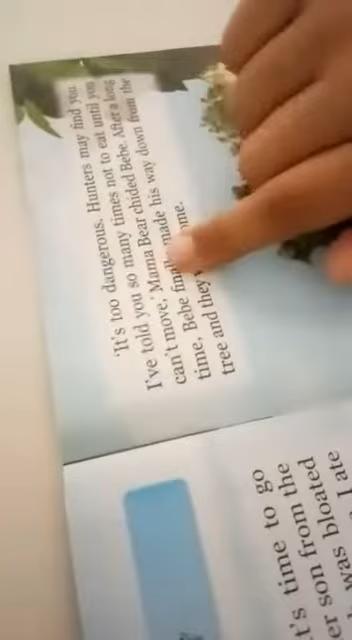 'It's too dangerous. Hunters may find you
I've told you so many times not to eat until you
can't move,' Mama Bear chided Bebe. After a long
time, Bebe made his way down from the
tree and they ome.
t's time to go
er son from the
was bloated
I ate